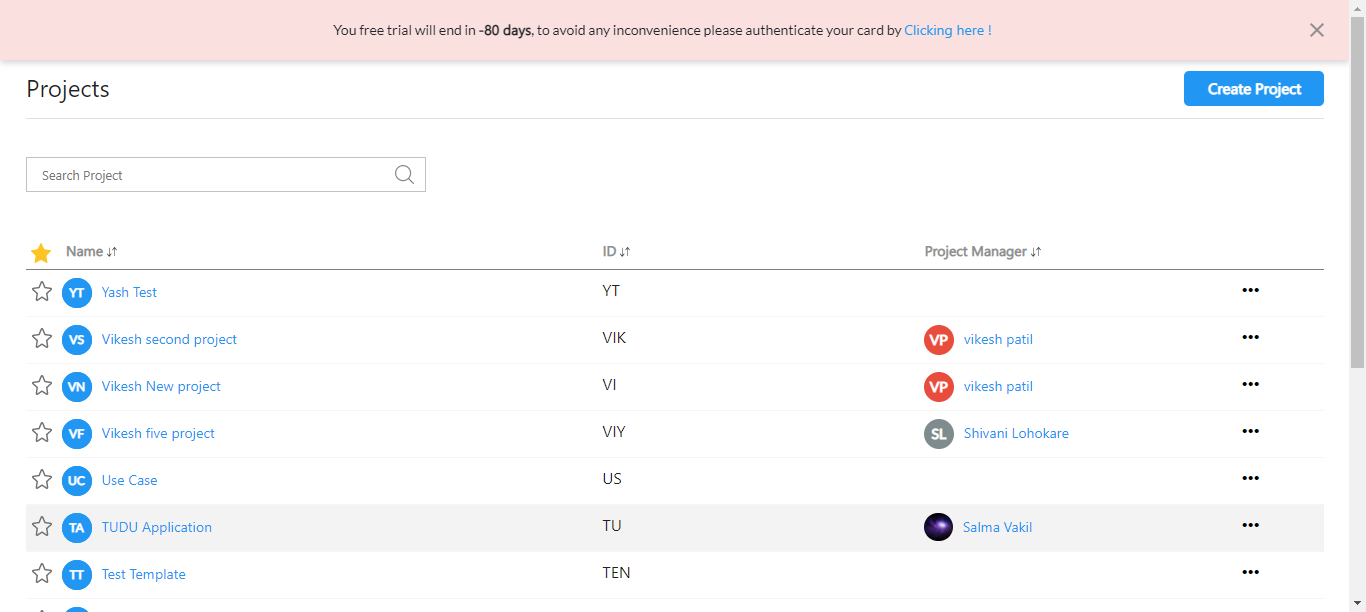 You free trial will end in -80 days, to avoid any inconvenience please authenticate your card by Clicking here !
Projects
Create Project
Search Project
Name ID Project Manager
YT Yash Test YT
VS Vikesh second project VIK VP vikesh patil
VN Vikesh New project VI VP vikesh patil
VF Vikesh five project VIY SL Shivani Lohokare
UC Use Case US
TA TUDU Application TU Salma Vakil
TT Test Template TEN